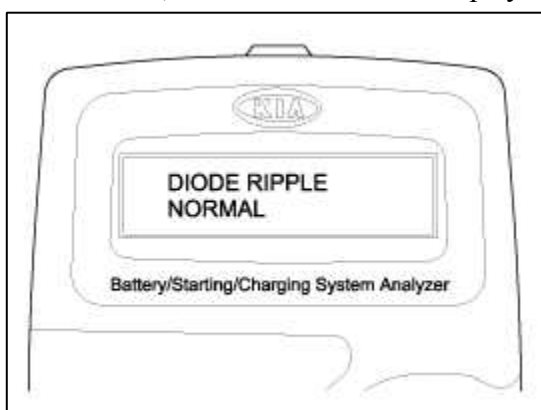 KIA
DIODE RIPPLE
NORMAL
Battery/Starting/Charging System Analyzer